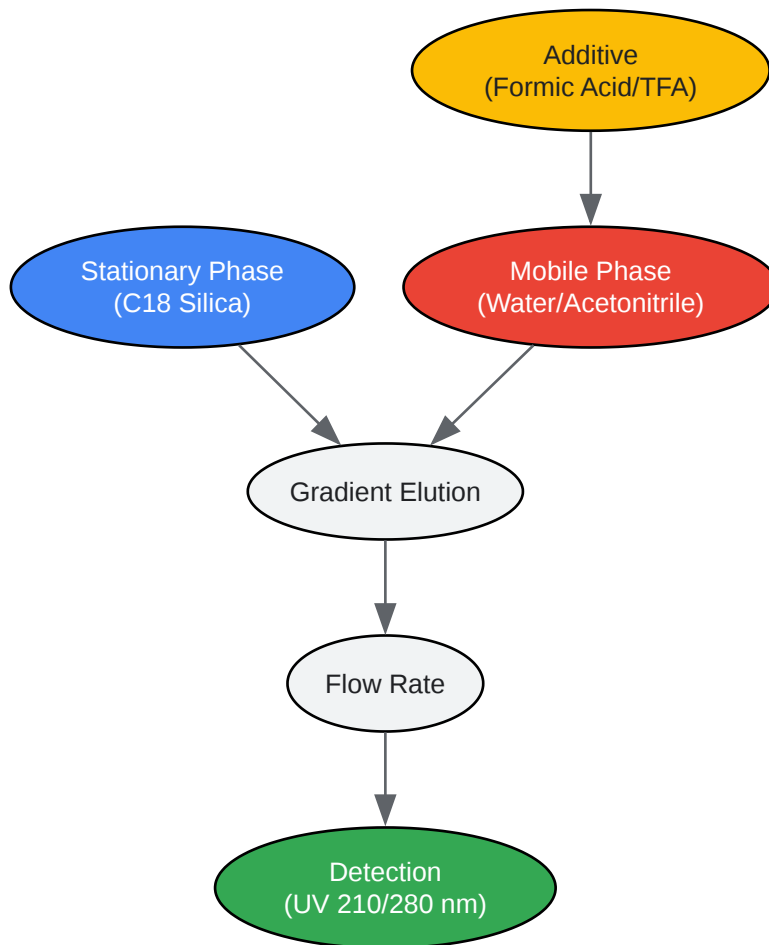 Additive
(Formic Acid/TFA)
Stationary Phase
(C18 Silica)
Mobile Phase
(Water/Acetonitrile)
Gradient Elution
Flow Rate
Detection
(UV 210/280 nm)